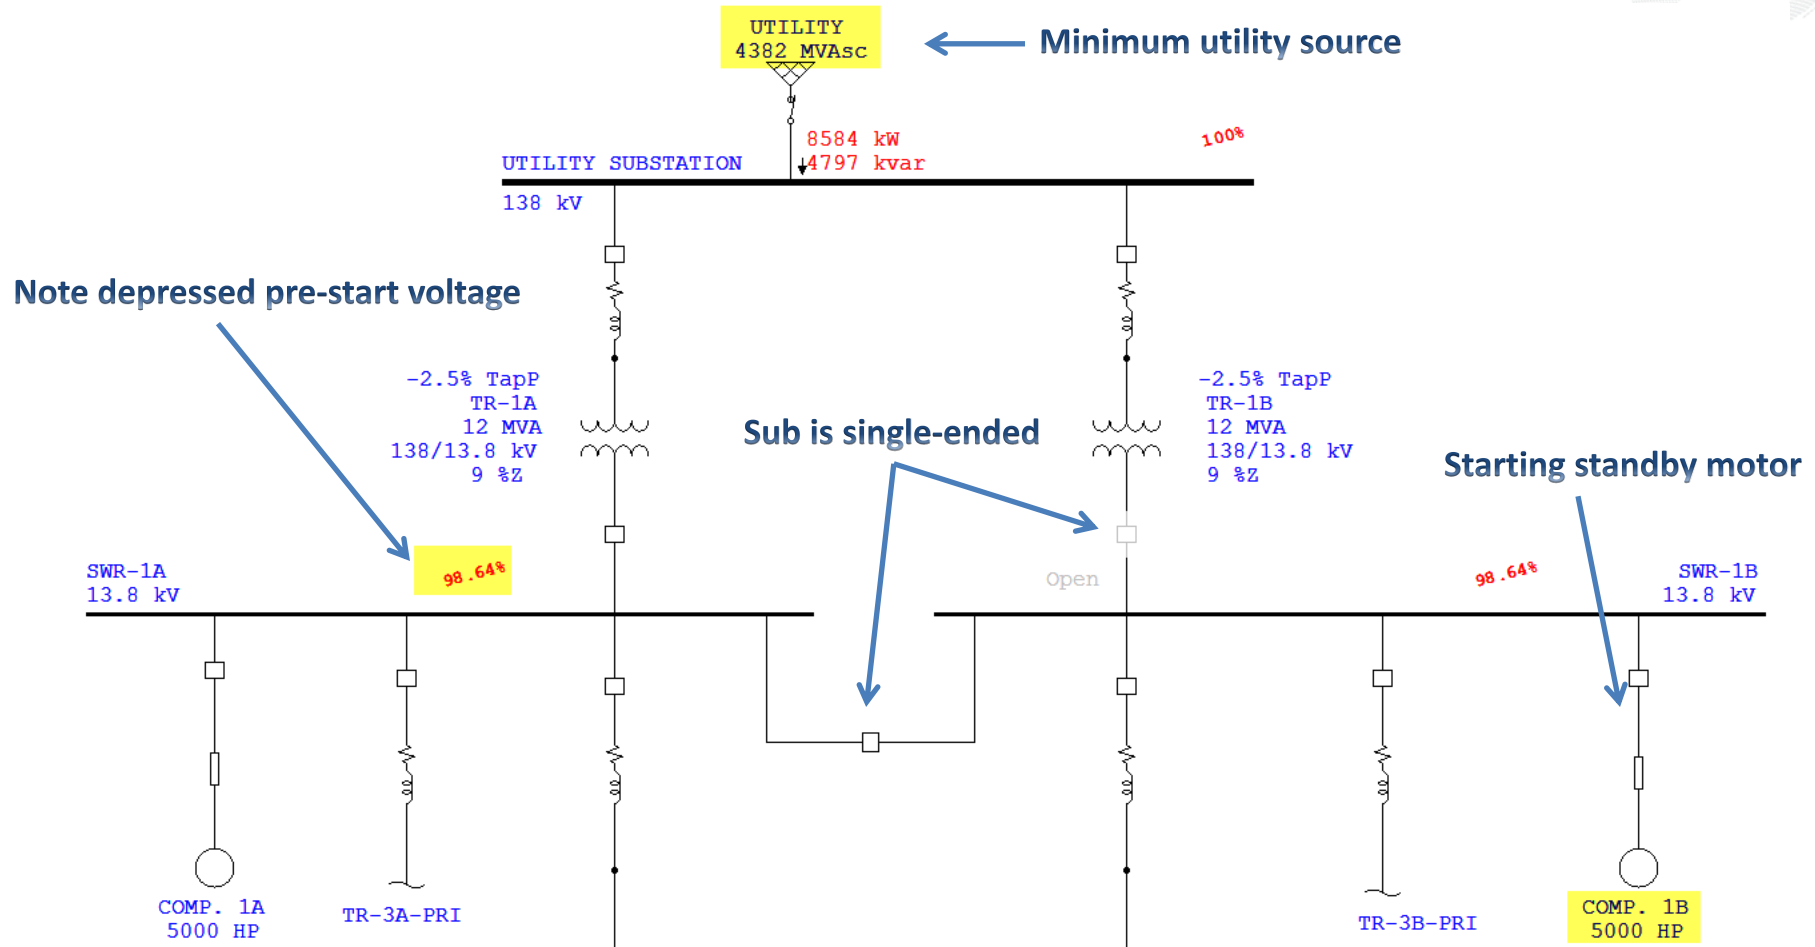 UTILITY
4382 MVAsc
Minimum utility source
8584 kW
4797 kvar
100%
UTILITY SUBSTATION
138 kV
Note depressed pre-start voltage
-2.5% TapP
TR-1A
12 MVA
138/13.8 kV
9 %Z
Sub is single-ended
-2.5% TapP
TR-1B
12 MVA
138/13.8 kV
9 %Z
Starting standby motor
SWR-1A
13.8 kV
98.64%
Open
98.64%
SWR-1B
13.8 kV
COMP. 1A
5000 HP
TR-3A-PRI
TR-3B-PRI
COMP. 1B
5000 HP